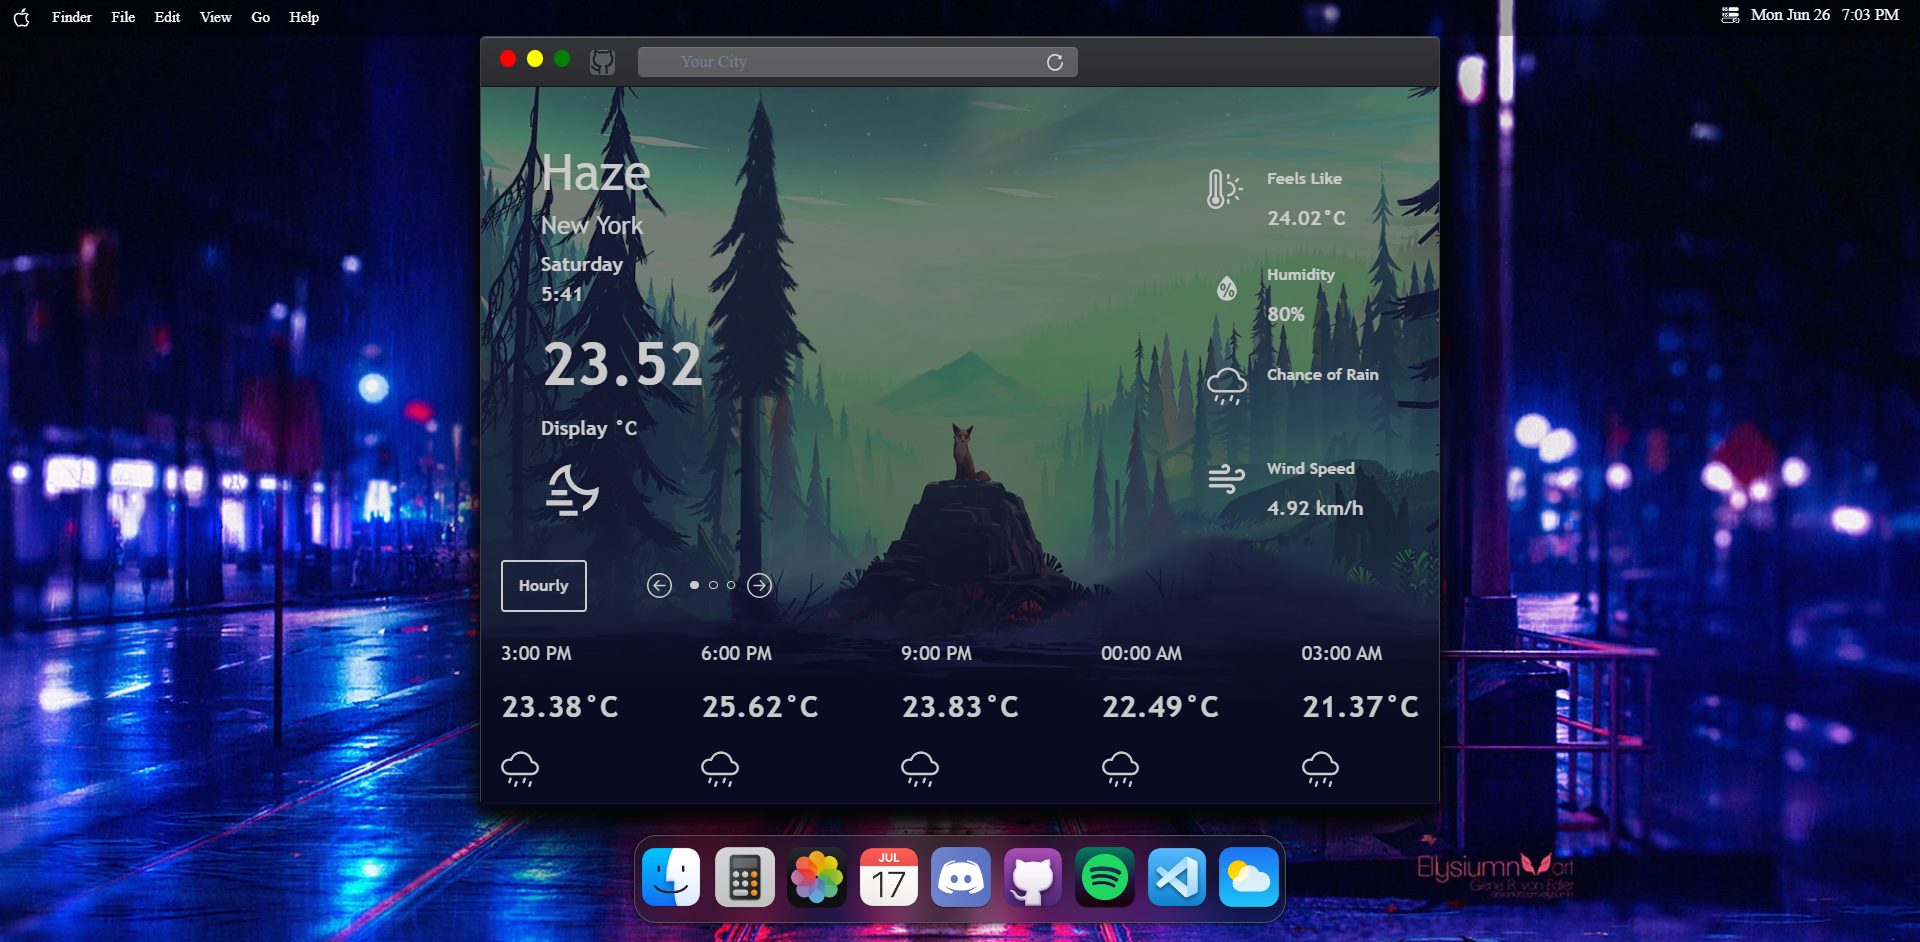 Finder File Edit View Go Help
Mon Jun 26 7:03 PM
Your City
Haze
New York
Saturday
5:41
23.52
Display °C
Feels Like
24.02°C
Humidity
%
80%
Chance of Rain
Wind Speed
4.92 km/h
Hourly
3:00 PM 6:00 PM 9:00 PM 00:00 AM 03:00 AM
23.38°C 25.62°C 23.83°C 22.49°C 21.37°C
JUL
17
Elysiumn art
Gene R. von Edler